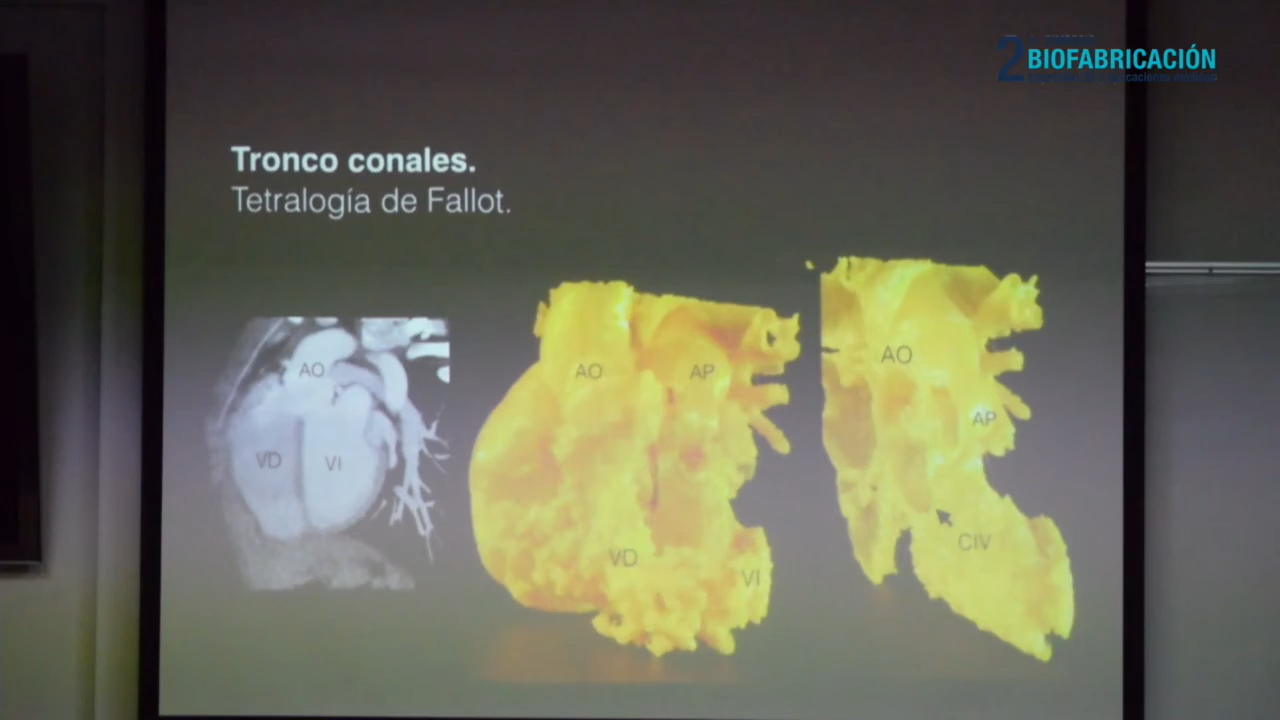 2
BIOFABRICACIÓN
Tronco conales.
Tetralogía de Fallot.
AO
VD
VI
AO
AP
VD
VI
AO
AP
CIV